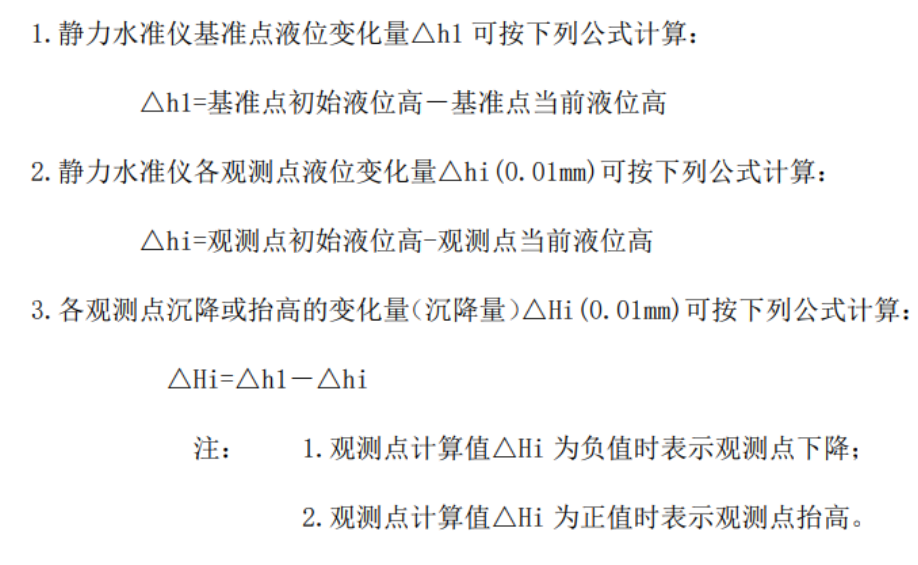 1.静力水准仪基准点液位变化量△h1可按下列公式计算：
△h1=基准点初始液位高－基准点当前液位高
2.静力水准仪各观测点液位变化量△hi(0.01mm)可按下列公式计算：
△hi=观测点初始液位高-观测点当前液位高
3.各观测点沉降或抬高的变化量(沉降量)△Hi(0.01mm)可按下列公式计算：
△Hi=△h1－△hi
注： 1.观测点计算值△Hi为负值时表示观测点下降；
2.观测点计算值△Hi为正值时表示观测点抬高。